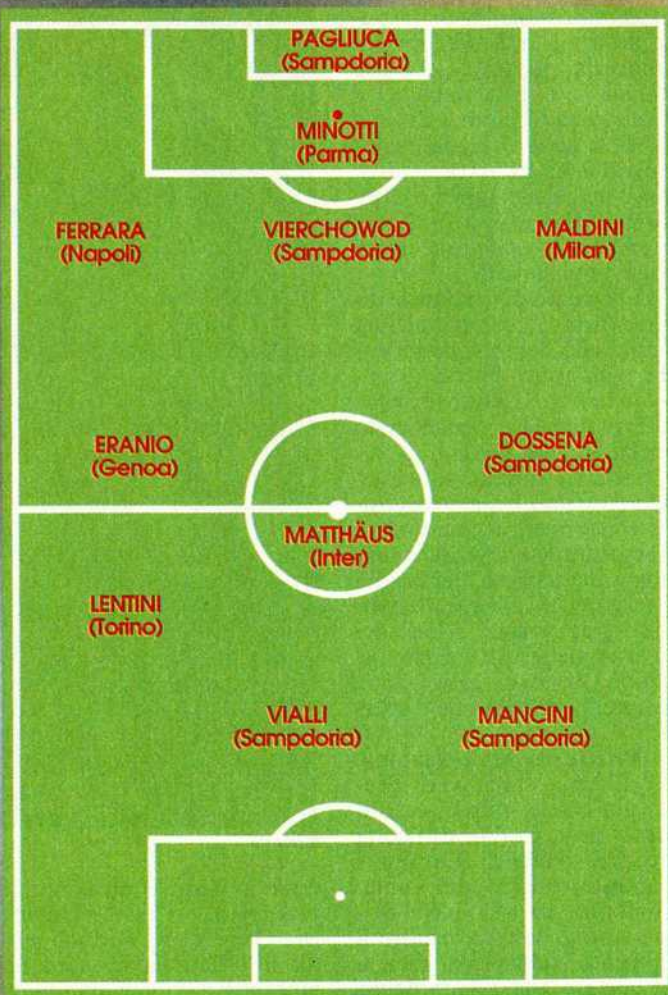 PAGLIUCA
(Sampdoria)
MINOTTI
(Parma)
FERRARA
(Napoli)
VIERCHOWOD
(Sampdoria)
MALDINI
(Milan)
ERANIO
(Genoa)
DOSSENA
(Sampdoria)
MATTHÄUS
(Inter)
LENTINI
(Torino)
VIALLI
(Sampdoria)
MANCINI
(Sampdoria)